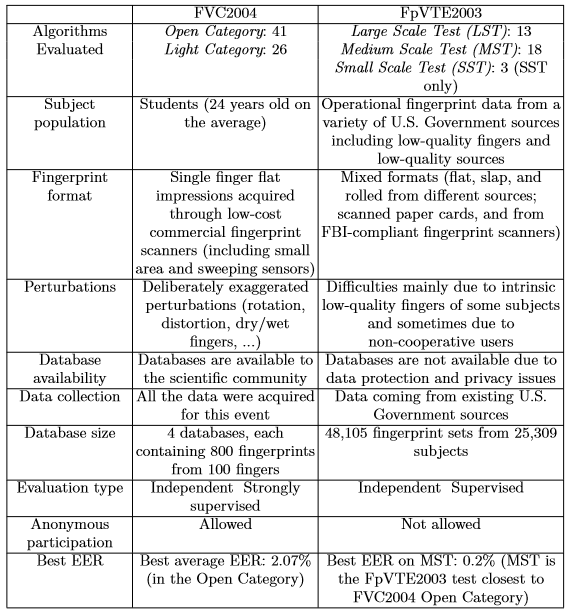 FVC2004 FpVTE2003
Algorithms Evaluated Open Category: 41 Large Scale Test (LST): 13
Light Category: 26 Medium Scale Test (MST): 18
Small Scale Test (SST): 3 (SST only)
Subject population Students (24 years old on the average) Operational fingerprint data from a variety of U.S. Government sources including low-quality fingers and low-quality sources
Fingerprint format Single finger flat impressions acquired through low-cost commercial fingerprint scanners (including small area and sweeping sensors) Mixed formats (flat, slap, and rolled from different sources; scanned paper cards, and from FBI-compliant fingerprint scanners)
Perturbations Deliberately exaggerated perturbations (rotation, distortion, dry/wet fingers, ...) Difficulties mainly due to intrinsic low-quality fingers of some subjects and sometimes due to non-cooperative users
Database availability Databases are available to the scientific community Databases are not available due to data protection and privacy issues
Data collection All the data were acquired for this event Data coming from existing U.S. Government sources
Database size 4 databases, each containing 800 fingerprints from 100 fingers 48,105 fingerprint sets from 25,309 subjects
Evaluation type Independent Strongly supervised Independent Supervised
Anonymous participation Allowed Not allowed
Best EER Best average EER: 2.07% (in the Open Category) Best EER on MST: 0.2% (MST is the FpVTE2003 test closest to FVC2004 Open Category)